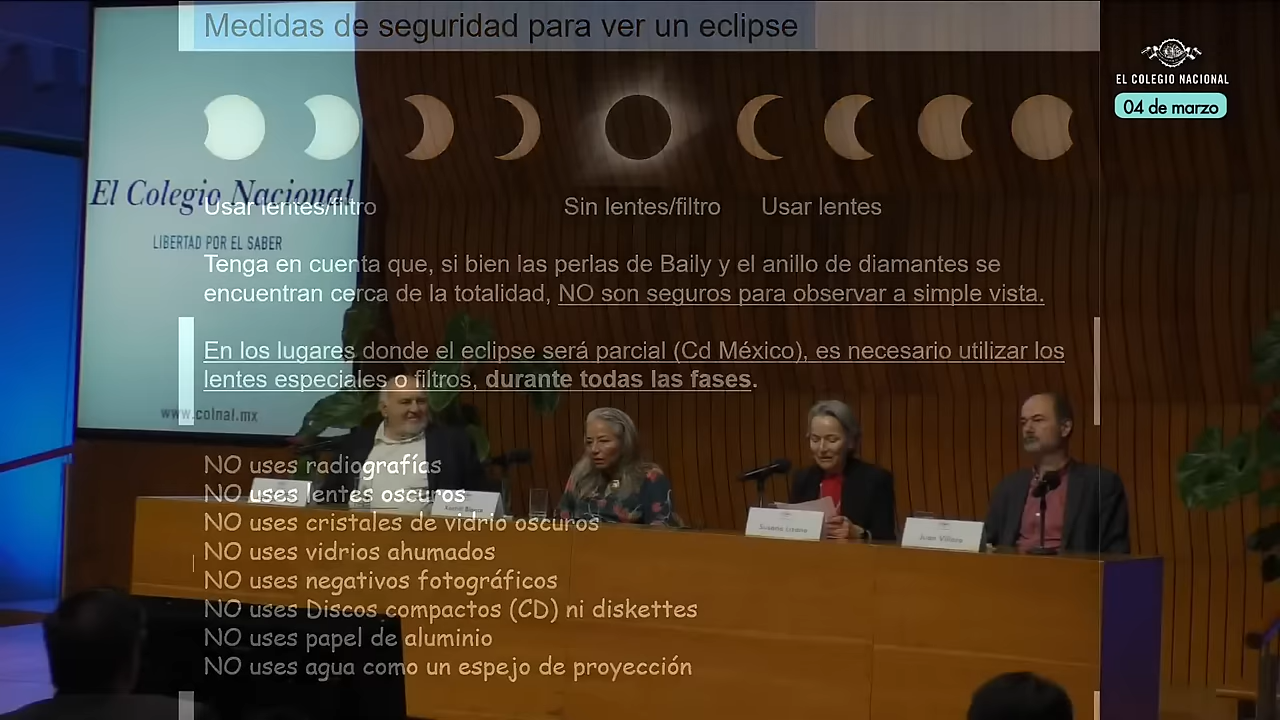 Medidas de seguridad para ver un eclipse
EL COLEGIO NACIONAL
04 de marzo
El Colegio Nacional
LIBERTAD POR EL SABER
Usar lentes/filtro
Sin lentes/filtro
Usar lentes
Tenga en cuenta que, si bien las perlas de Baily y el anillo de diamantes se
encuentran cerca de la totalidad, NO son seguros para observar a simple vista.
En los lugares donde el eclipse será parcial (Cd México), es necesario utilizar los
lentes especiales o filtros, durante todas las fases.
www.colnal.mx
NO uses radiografías
NO uses lentes oscuros
NO uses cristales de vidrio oscuros
NO uses vidrios ahumados
NO uses negativos fotográficos
NO uses Discos compactos (CD) ni diskettes
NO uses papel de aluminio
NO uses agua como un espejo de proyección
Susana Lizano
Juan Villoro